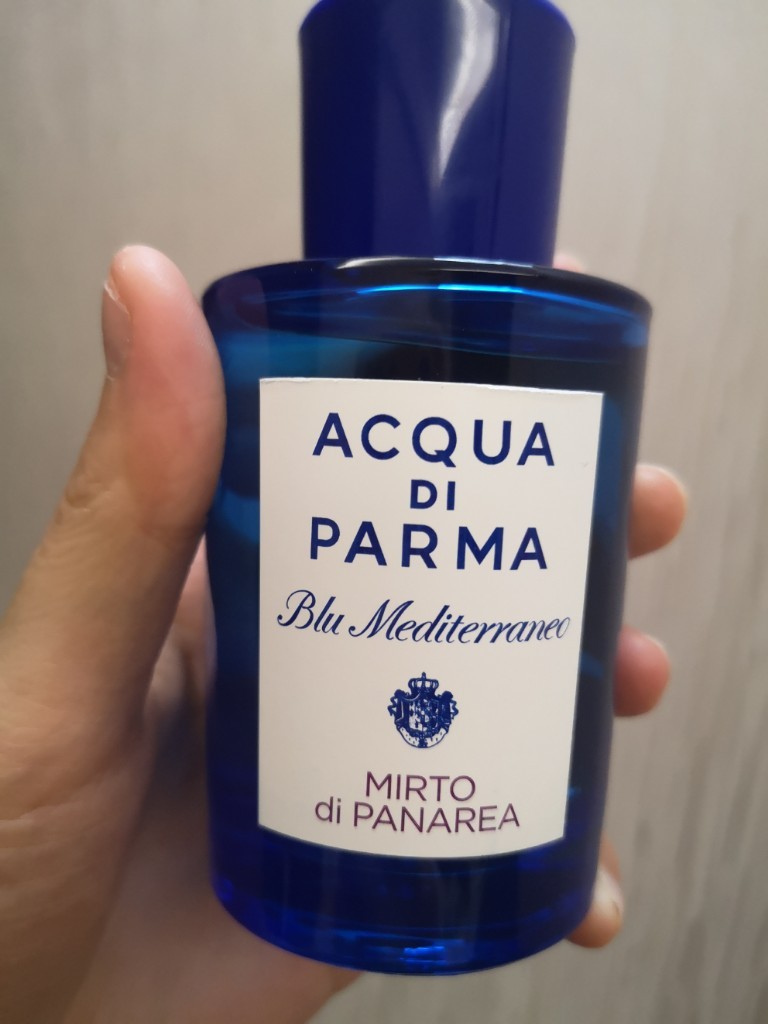 ACQUA
DI
PARMA
Blu Mediterraneo
MIRTO
di PANAREA